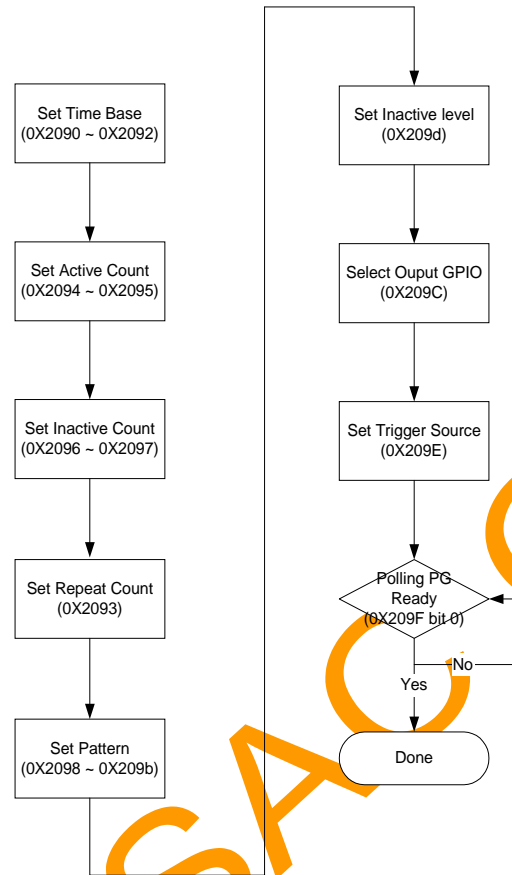 Set Time Base
(0X2090 ~ 0X2092)
Set Active Count
(0X2094 ~ 0X2095)
Set Inactive Count
(0X2096 ~ 0X2097)
Set Repeat Count
(0X2093)
Set Pattern
(0X2098 ~ 0X209b)
Set Inactive level
(0X209d)
Select Ouput GPIO
(0X209C)
Set Trigger Source
(0X209E)
Polling PG
Ready
(0X209F bit 0)
No
Yes
Done